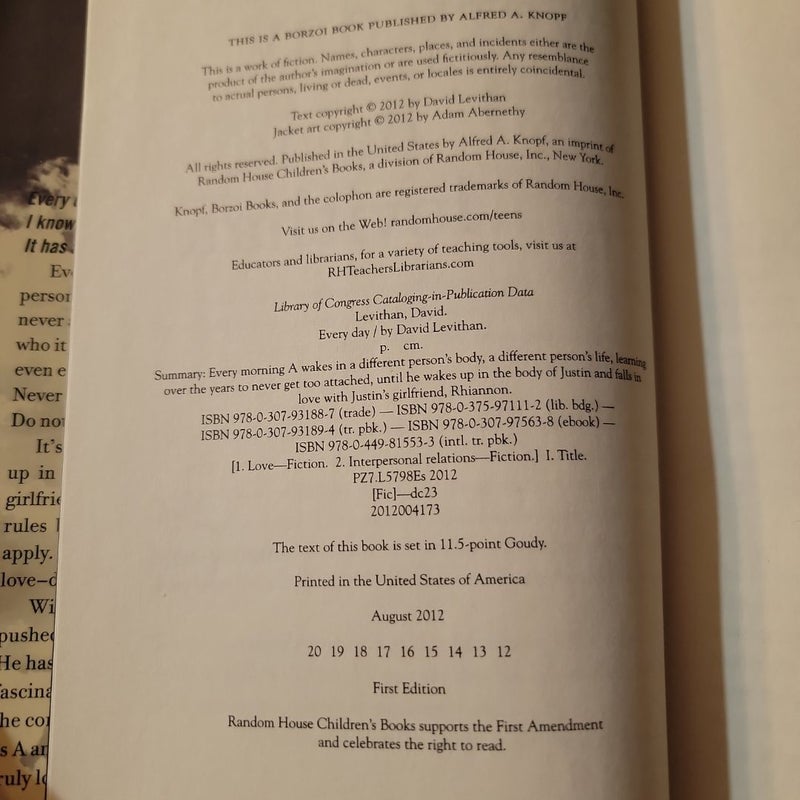 THIS IS A BORZOI BOOK PUBLISHED BY ALFRED A. KNOPF
This is a work of fiction. Names, characters, places, and incidents either are the
product of the author's imagination or are used fictitiously. Any resemblance
to actual persons, living or dead, events, or locales is entirely coincidental.
Text copyright © 2012 by David Levithan
Jacket art copyright © 2012 by Adam Abernethy
All rights reserved. Published in the United States by Alfred A. Knopf, an imprint of
Random House Children's Books, a division of Random House, Inc., New York.
Knopf, Borzoi Books, and the colophon are registered trademarks of Random House, Inc.
Visit us on the Web! randomhouse.com/teens
Educators and librarians, for a variety of teaching tools, visit us at
RHTeachersLibrarians.com
Library of Congress Cataloging-in-Publication Data
Levithan, David.
Every day / by David Levithan.
p. cm.
Summary: Every morning A wakes in a different person's body, a different person's life, learning
over the years to never get too attached, until he wakes up in the body of Justin and falls in
love with Justin's girlfriend, Rhiannon.
ISBN 978-0-307-93188-7 (trade) — ISBN 978-0-375-97111-2 (lib. bdg.) —
ISBN 978-0-307-93189-4 (tr. pbk.) — ISBN 978-0-307-97563-8 (ebook) —
ISBN 978-0-449-81553-3 (intl. tr. pbk.)
[1. Love—Fiction. 2. Interpersonal relations—Fiction.] I. Title.
PZ7.L5798Es 2012
[Fic]—dc23
2012004173
The text of this book is set in 11.5-point Goudy.
Printed in the United States of America
August 2012
20 19 18 17 16 15 14 13 12
First Edition
Random House Children's Books supports the First Amendment
and celebrates the right to read.
Every
I know
It has
never
who it
even e
Never
Do
It's
up in
rules
apply.
He has